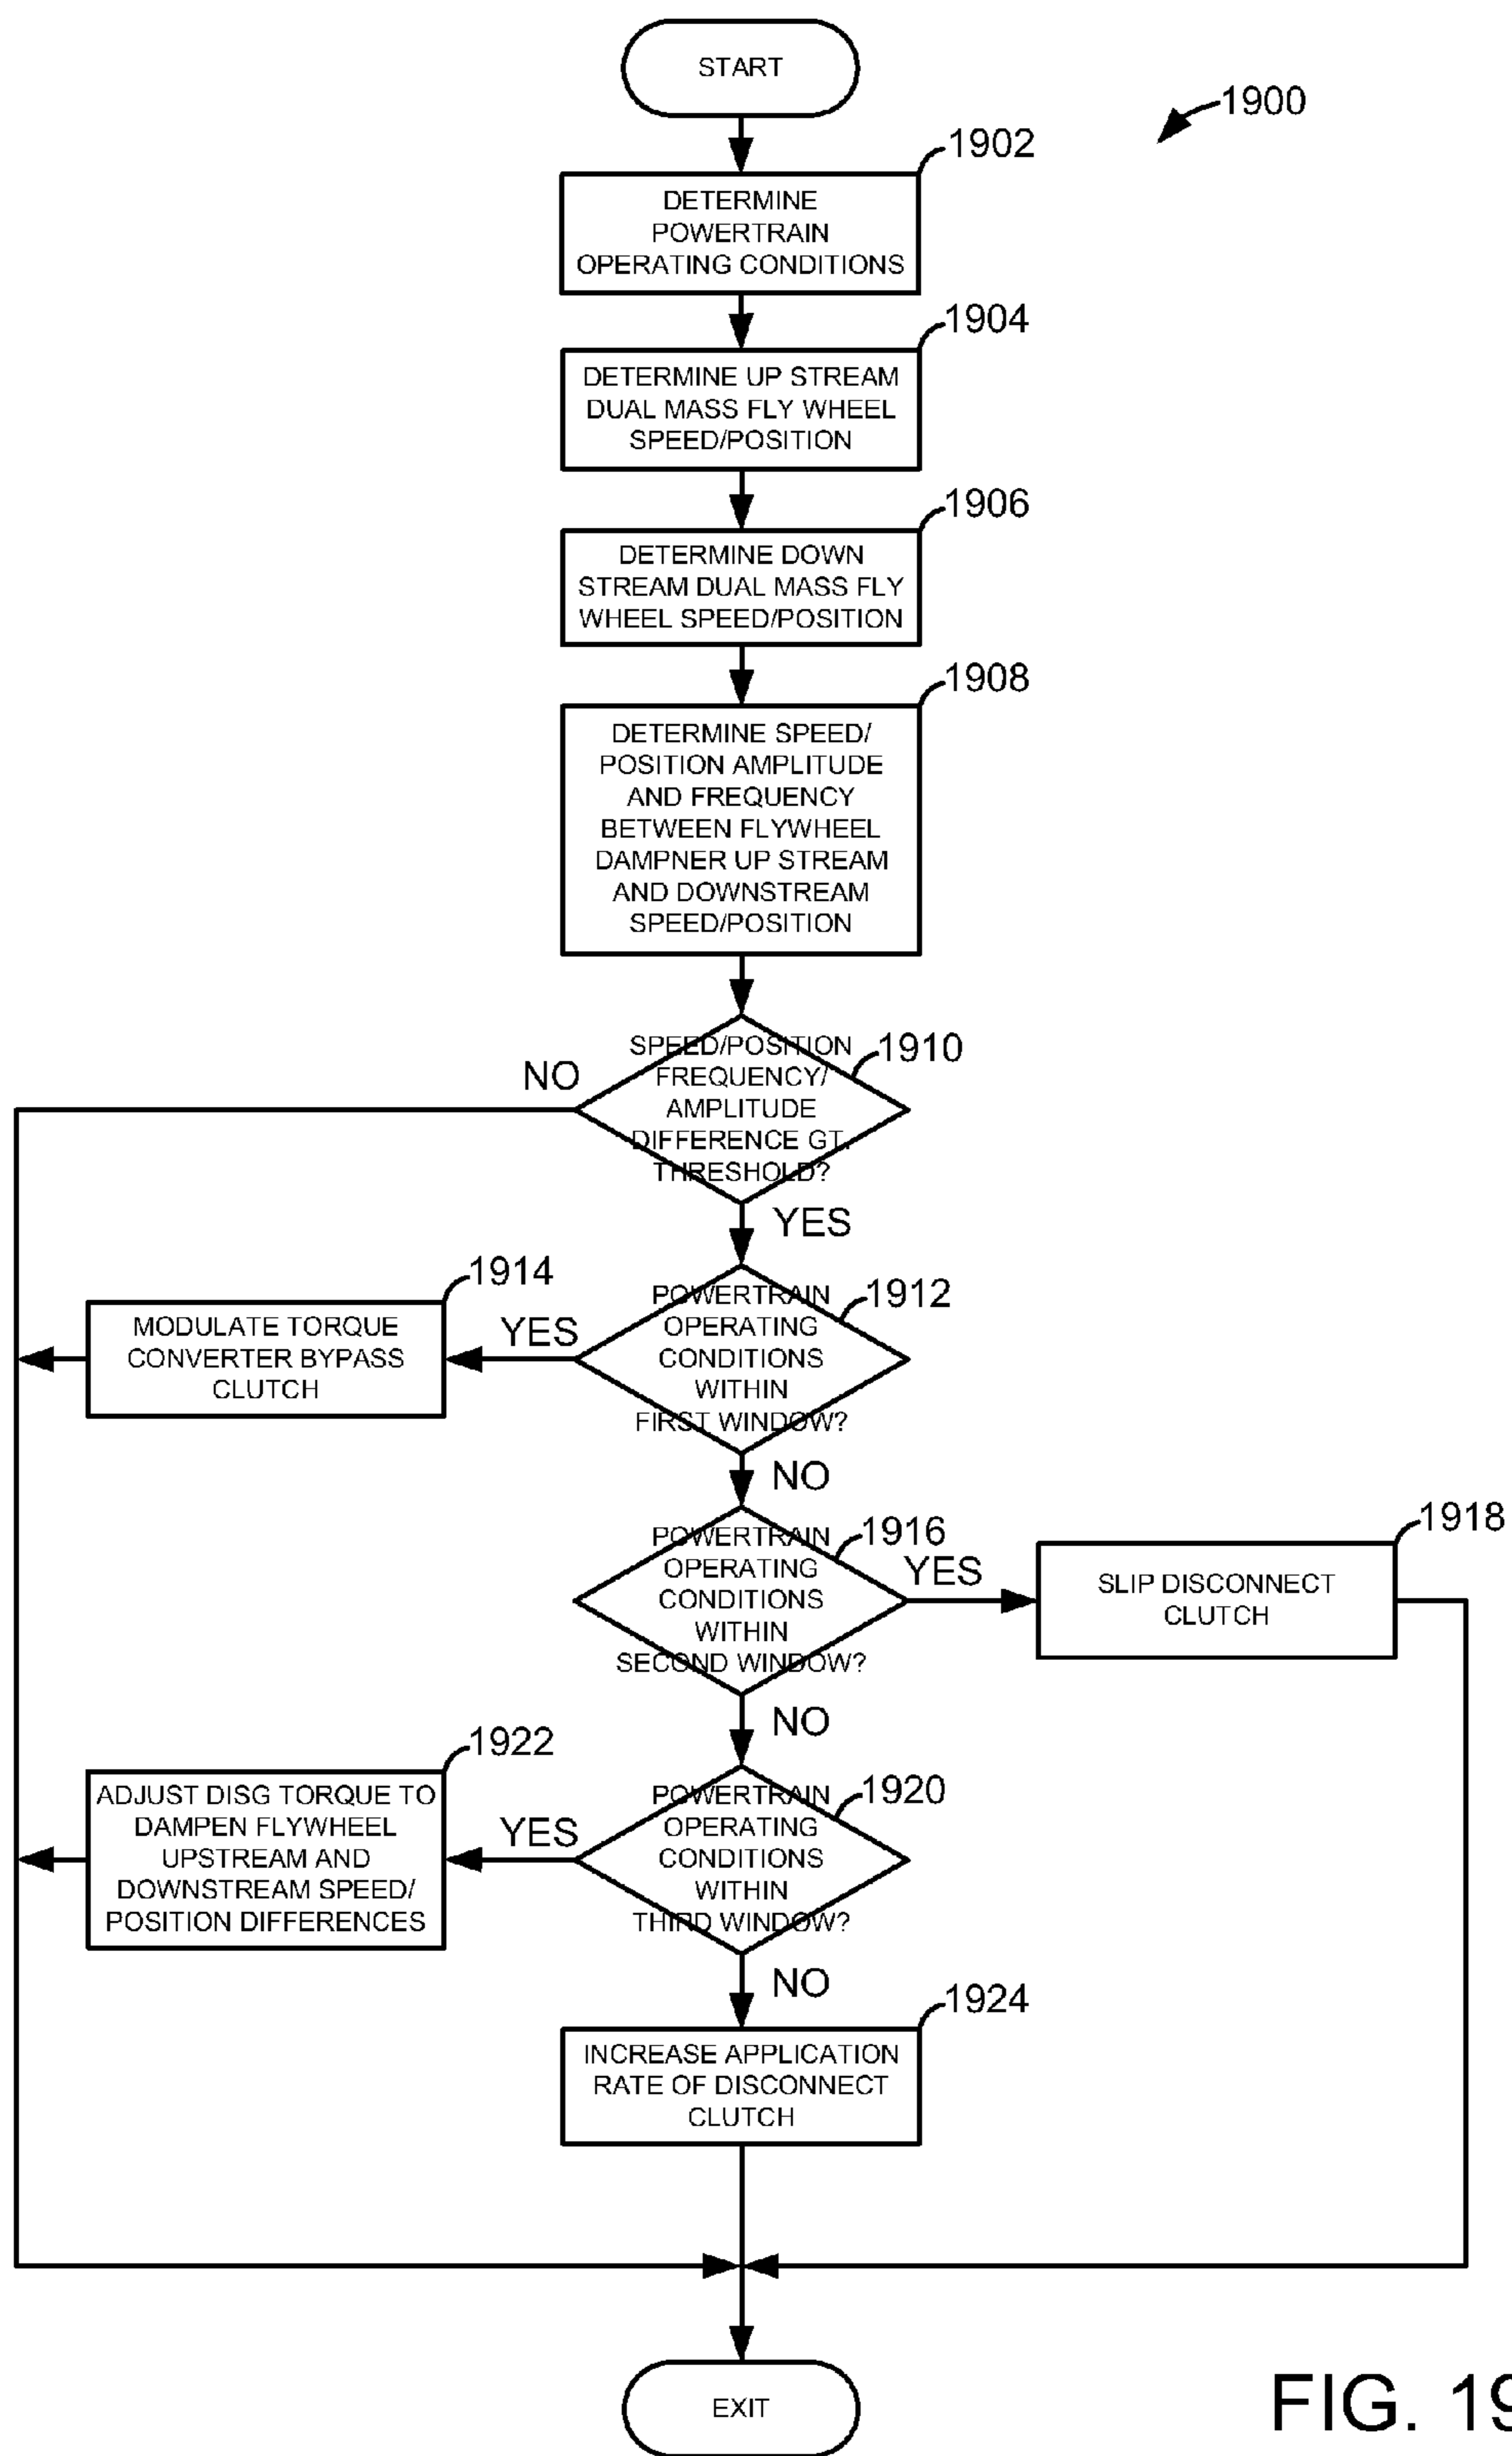 START
1900
1902
DETERMINE
POWERTRAIN
OPERATING CONDITIONS
1904
DETERMINE UP STREAM
DUAL MASS FLY WHEEL
SPEED/POSITION
1906
DETERMINE DOWN
STREAM DUAL MASS FLY
WHEEL SPEED/POSITION
1908
DETERMINE SPEED/
POSITION AMPLITUDE
AND FREQUENCY
BETWEEN FLYWHEEL
DAMPNER UP STREAM
AND DOWNSTREAM
SPEED/POSITION
1910
SPEED/POSITION
FREQUENCY/
AMPLITUDE
DIFFERENCE GT.
THRESHOLD?
NO
YES
1912
POWERTRAIN
OPERATING
CONDITIONS
WITHIN
FIRST WINDOW?
YES
1914
MODULATE TORQUE
CONVERTER BYPASS
CLUTCH
NO
1916
POWERTRAIN
OPERATING
CONDITIONS
WITHIN
SECOND WINDOW?
YES
1918
SLIP DISCONNECT
CLUTCH
NO
1920
POWERTRAIN
OPERATING
CONDITIONS
WITHIN
THIRD WINDOW?
YES
1922
ADJUST DISG TORQUE TO
DAMPEN FLYWHEEL
UPSTREAM AND
DOWNSTREAM SPEED/
POSITION DIFFERENCES
NO
1924
INCREASE APPLICATION
RATE OF DISCONNECT
CLUTCH
EXIT
FIG. 19